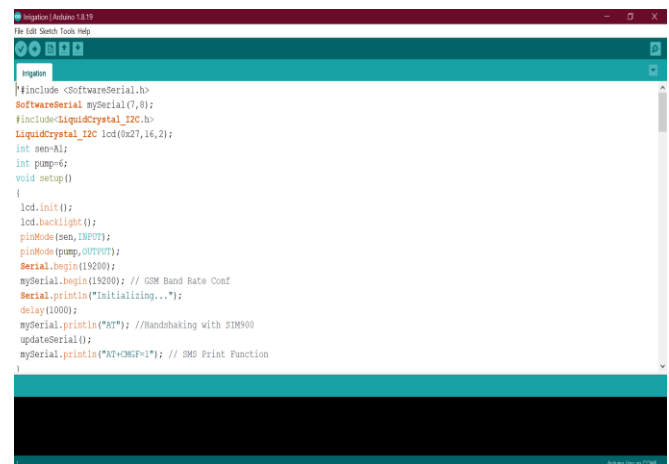 Irrigation | Arduino 1.8.19
File Edit Sketch Tools Help
Irrigation
"#include <SoftwareSerial.h>
SoftwareSerial mySerial(7,8);
#include<LiquidCrystal_I2C.h>
LiquidCrystal_I2C lcd(0x27,16,2);
int sen=A1;
int pump=6;
void setup()
{
lcd.init();
lcd.backlight();
pinMode(sen,INPUT);
pinMode(pump,OUTPUT);
Serial.begin(19200);
mySerial.begin(19200); // GSM Band Rate Conf
Serial.println("Initializing...");
delay(1000);
mySerial.println("AT"); //Handshaking with SIM900
updateSerial();
mySerial.println("AT+CMGF=1"); // SMS Print Function
}